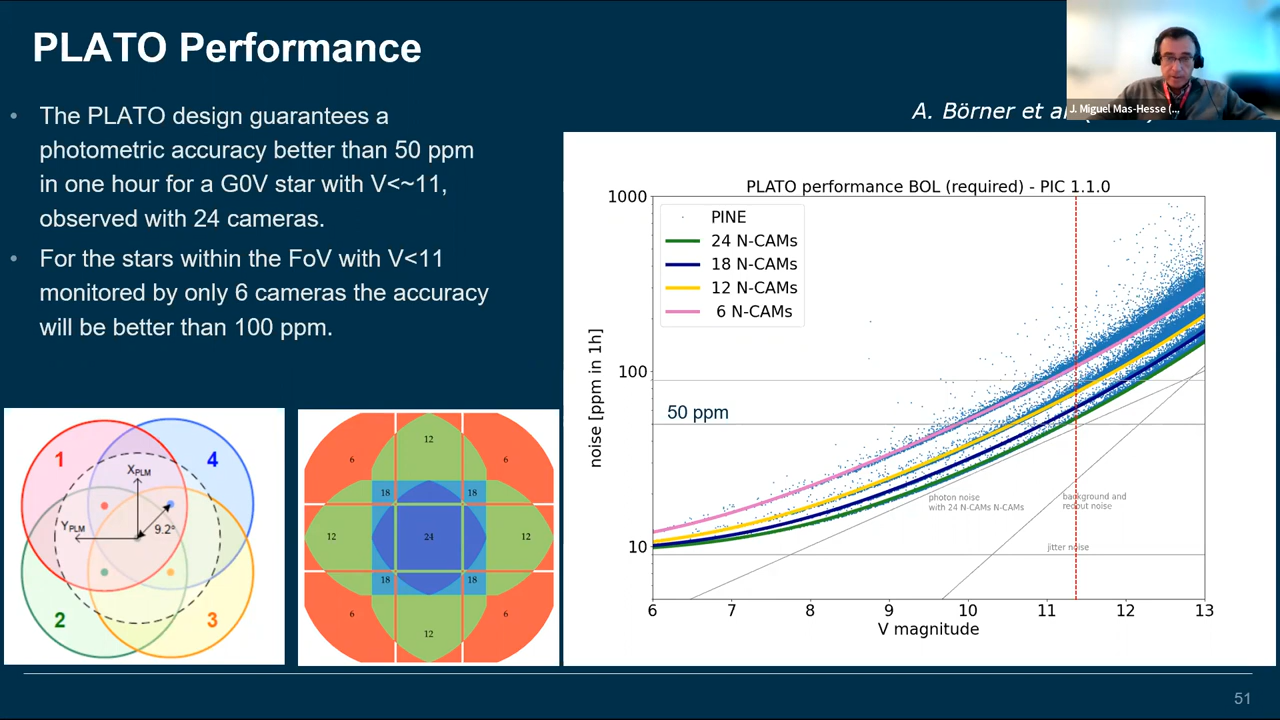 PLATO Performance
• The PLATO design guarantees a
photometric accuracy better than 50 ppm
in one hour for a G0V star with V<~11,
observed with 24 cameras.
• For the stars within the FoV with V<11
monitored by only 6 cameras the accuracy
will be better than 100 ppm.
J. Miguel Mas-Hesse (...
A. Börner et al
PLATO performance BOL (required) - PIC 1.1.0
1000
100
10
noise [ppm in 1h]
PINE
24 N-CAMs
18 N-CAMs
12 N-CAMs
6 N-CAMs
50 ppm
photon noise
with 24 N-CAMs N-CAMs
background and
redout noise
jitter noise
6 7 8 9 10 11 12 13
V magnitude
1
4
XPLM
YPLM
9.2°
2
3
12
6 6
18 18
12 24 12
18 18
6 6
12
51